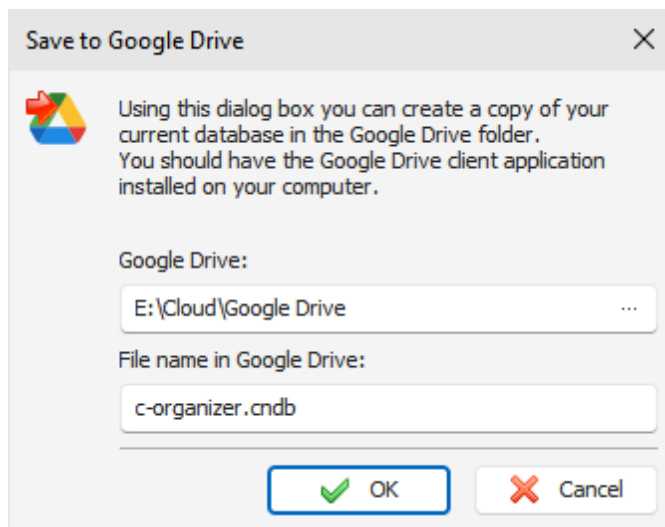 Save to Google Drive
Using this dialog box you can create a copy of your
current database in the Google Drive folder.
You should have the Google Drive client application
installed on your computer.
Google Drive:
E:\Cloud\Google Drive
...
File name in Google Drive:
c-organizer.cndb
OK
Cancel